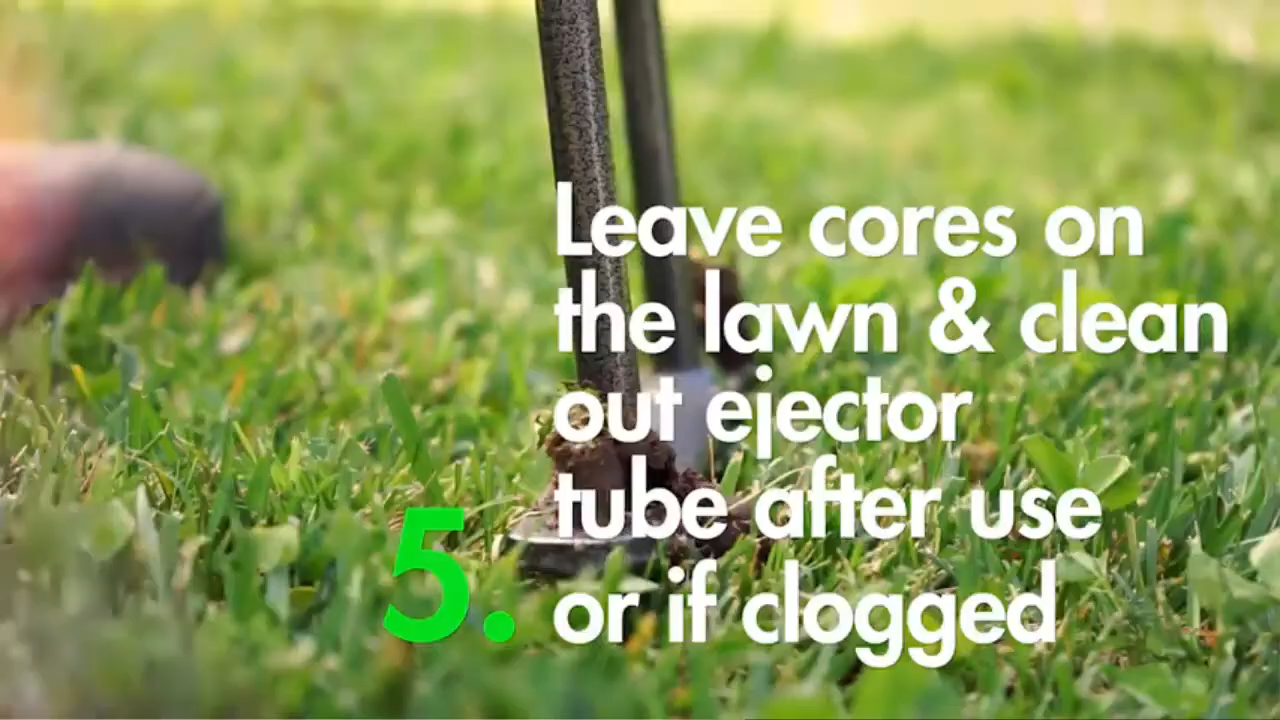 Leave cores on
the lawn & clean
out ejector
tube after use
5. or if clogged